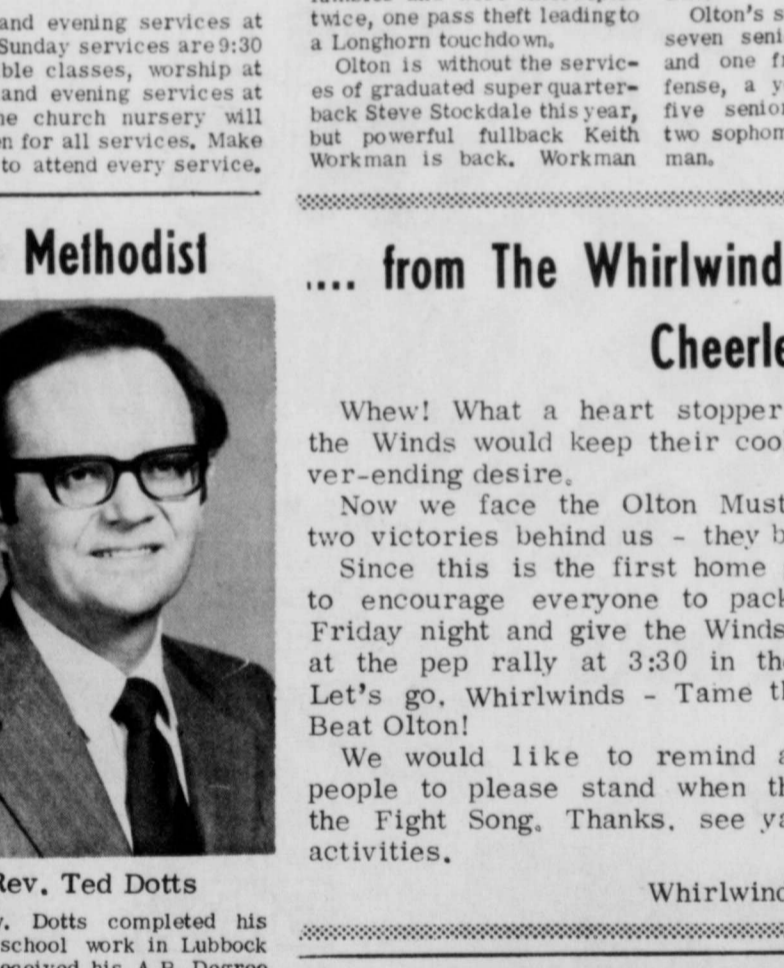 and evening services at
Sunday services are 9:30
ble classes, worship at
and evening services at
church nursery will
for all services. Make
to attend every service.
Methodist
Rev. Ted Dotts
Dotts completed his
school work in Lubbock
his A.B. Degree
twice, one pass theft leading to
a Longhorn touchdown.
Olton is without the servic-
es of graduated super quarter-
back Steve Stockdale this year,
but powerful fullback Keith
Workman is back. Workman
Olton's s
seven seni
and one f
fense, a y
five senio
two sophom
man.
.... from The Whirlwind
Cheerle
Whew! What a heart stopper
the Winds would keep their coo
ver-ending desire.
Now we face the Olton Must
two victories behind us - they b
Since this is the first home
to encourage everyone to pack
Friday night and give the Winds
at the pep rally at 3:30 in the
Let's go, Whirlwinds - Tame th
Beat Olton!
We would like to remind a
people to please stand when th
the Fight Song. Thanks. see ya
activities.
Whirlwind